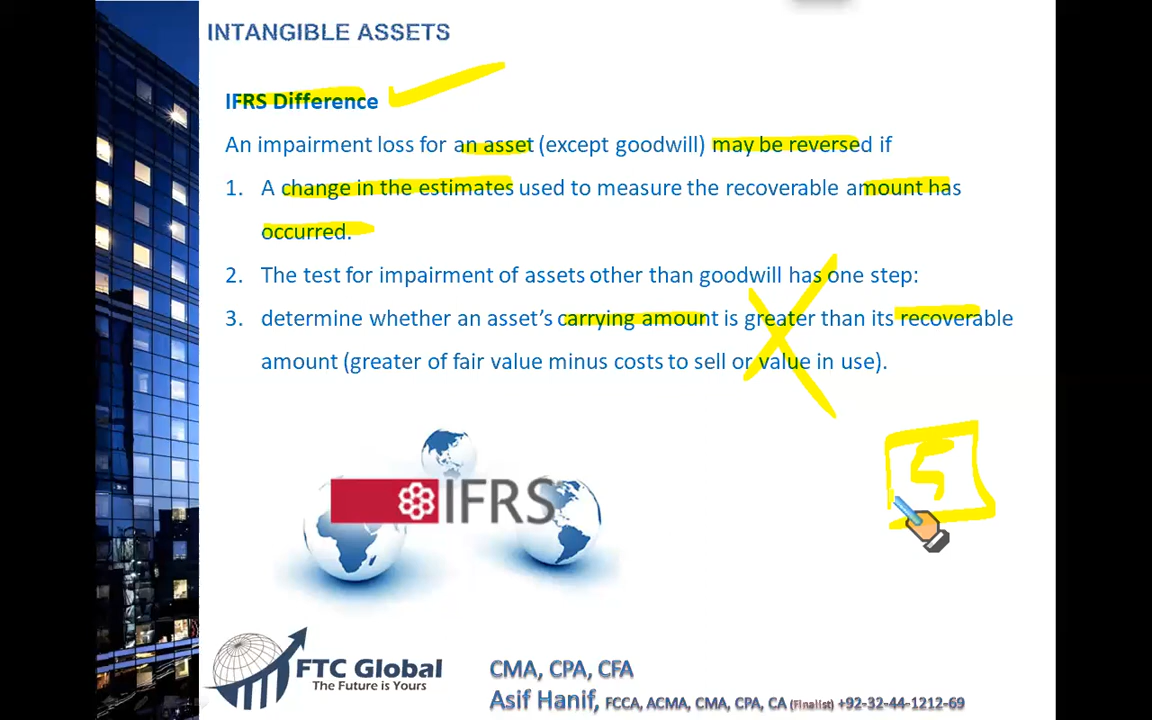 INTANGIBLE ASSETS
IFRS Difference
An impairment loss for an asset (except goodwill) may be reversed if
1. A change in the estimates used to measure the recoverable amount has
occurred.
2. The test for impairment of assets other than goodwill has one step:
3. determine whether an asset's carrying amount is greater than its recoverable
amount (greater of fair value minus costs to sell or value in use).
5
IFRS
FTC Global
The Future is Yours
CMA, CPA, CFA
Asif Hanif, FCCA, ACMA, CMA, CPA, CA (Finalist) +92-32-44-1212-69